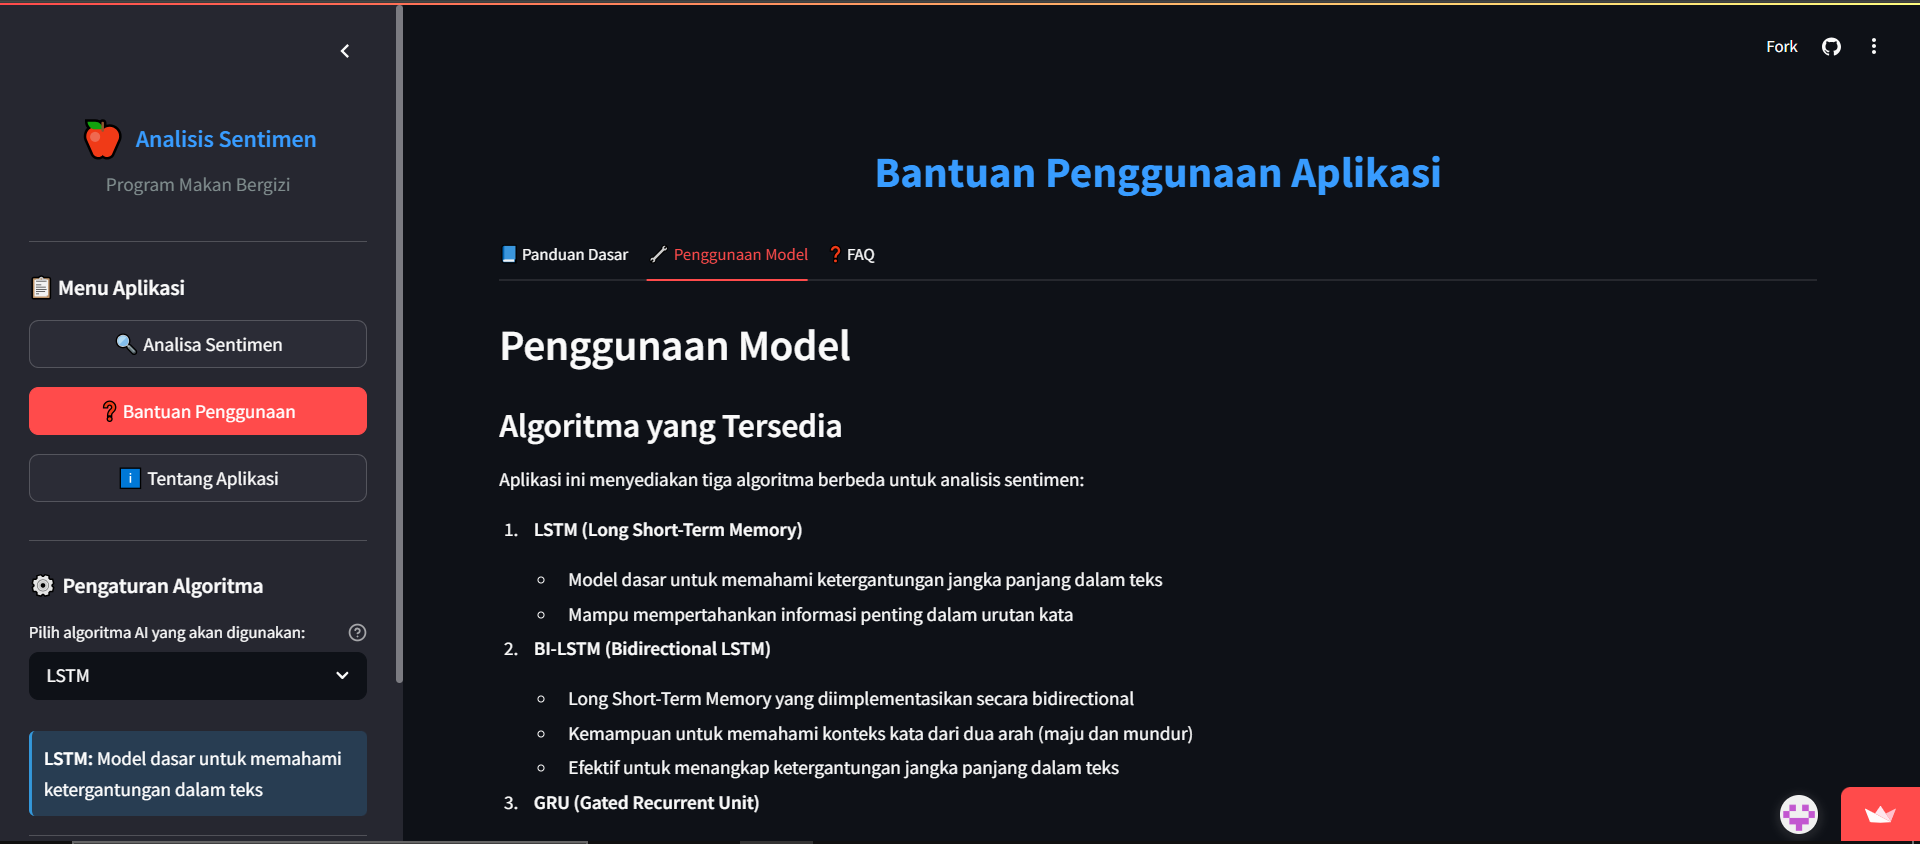 Analisis Sentimen
Program Makan Bergizi
Menu Aplikasi
Analisa Sentimen
Bantuan Penggunaan
Tentang Aplikasi
Pengaturan Algoritma
Pilih algoritma AI yang akan digunakan:
LSTM
LSTM: Model dasar untuk memahami
ketergantungan dalam teks
Fork
Bantuan Penggunaan Aplikasi
Panduan Dasar
Penggunaan Model
FAQ
Penggunaan Model
Algoritma yang Tersedia
Aplikasi ini menyediakan tiga algoritma berbeda untuk analisis sentimen:
1. LSTM (Long Short-Term Memory)
Model dasar untuk memahami ketergantungan jangka panjang dalam teks
Mampu mempertahankan informasi penting dalam urutan kata
2. BI-LSTM (Bidirectional LSTM)
Long Short-Term Memory yang diimplementasikan secara bidirectional
Kemampuan untuk memahami konteks kata dari dua arah (maju dan mundur)
Efektif untuk menangkap ketergantungan jangka panjang dalam teks
3. GRU (Gated Recurrent Unit)